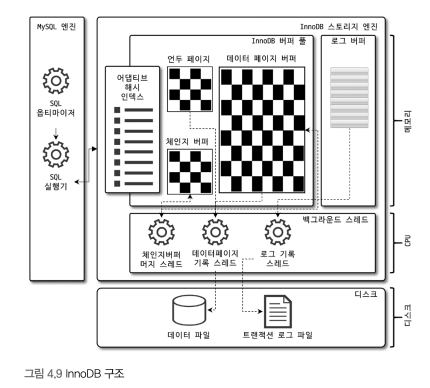 MySQL 엔진
InnoDB 스토리지 엔진
InnoDB 버퍼 풀
로그 버퍼
언두 페이지
데이터 페이지 버퍼
어댑티브
해시
인덱스
SQL
옵티마이저
체인지 버퍼
SQL
실행기
메모리
백그라운드 스레드
체인지버퍼
머지 스레드
데이터페이지
기록 스레드
로그 기록
스레드
CPU
디스크
데이터 파일
트랜잭션 로그 파일
디스크
그림 4.9 InnoDB 구조